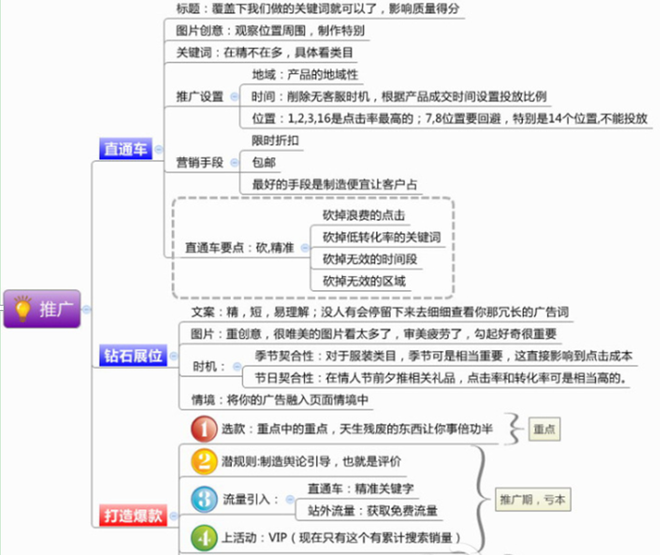 标题：覆盖下我们做的关键词就可以了，影响质量得分
图片创意：观察位置周围，制作特别
关键词：在精不在多，具体看类目
地域：产品的地域性
推广设置
时间：削除无客服时机，根据产品成交时间设置投放比例
位置：1,2,3,16是点击率最高的；7,8位置要回避，特别是14个位置,不能投放
直通车
限时折扣
营销手段
包邮
最好的手段是制造便宜让客户占
砍掉浪费的点击
砍掉低转化率的关键词
直通车要点：砍,精准
砍掉无效的时间段
砍掉无效的区域
推广
文案：精，短，易理解；没人有会停留下来去细细查看你那冗长的广告词
图片：重创意，很唯美的图片看太多了，审美疲劳了，勾起好奇很重要
钻石展位
季节契合性：对于服装类目，季节可是相当重要，这直接影响到点击成本
时机：
节日契合性：在情人节前夕推相关礼品，点击率和转化率可是相当高的。
情境：将你的广告融入页面情境中
1 选款：重点中的重点，天生残废的东西让你事倍功半
重点
2 潜规则:制造舆论引导，也就是评价
直通车：精准关键字
3 流量引入：
推广期，亏本
站外流量：获取免费流量
打造爆款
4 上活动：VIP（现在只有这个有累计搜索销量）